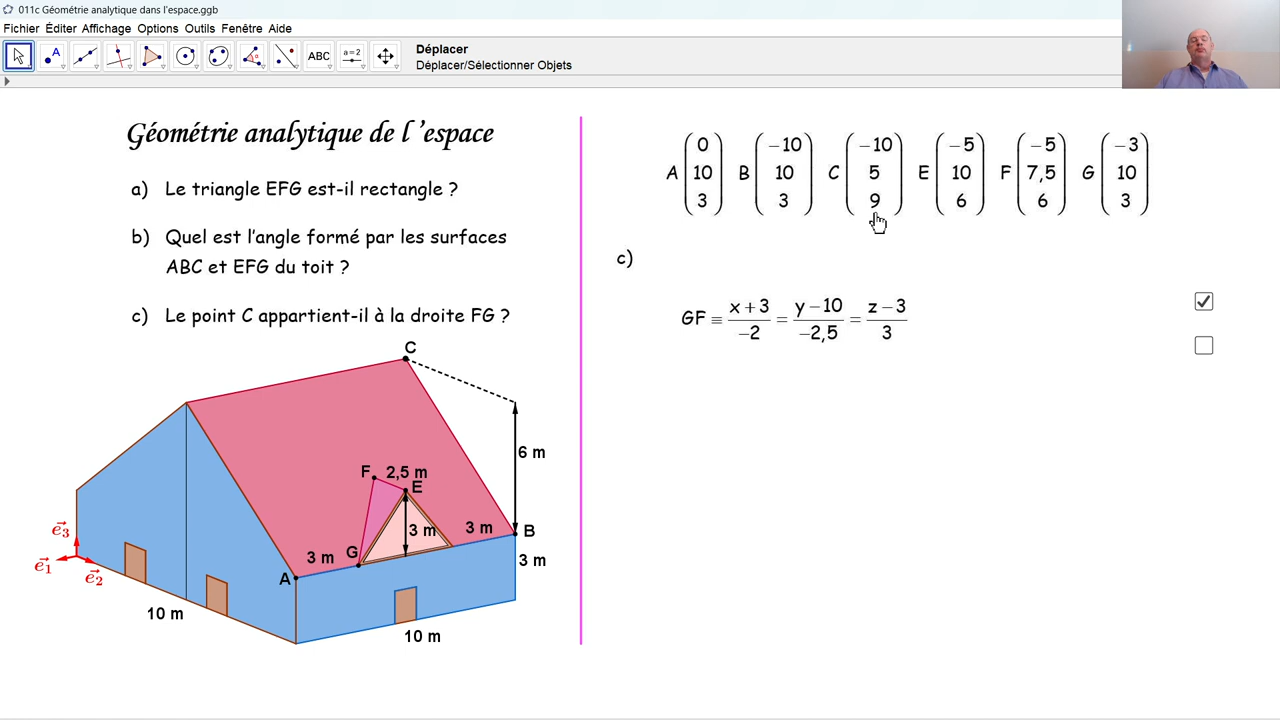 011c Géométrie analytique dans l'espace.ggb
Fichier Éditer Affichage Options Outils Fenêtre Aide
A ABC a=2 Déplacer
Déplacer/Sélectionner Objets
Géométrie analytique de l 'espace
a) Le triangle EFG est-il rectangle ?
b) Quel est l'angle formé par les surfaces
ABC et EFG du toit ?
c) Le point C appartient-il à la droite FG ?
C
6 m
F 2,5 m
E
3 m
3 m
B
3 m
G
3 m
A
e₃
e₁
e₂
10 m
10 m
A (0 10 3) B (−10 10 3) C (−10 5 9) E (−5 10 6) F (−5 7,5 6) G (−3 10 3)
c)
GF ≡ (x + 3)/(−2) = (y − 10)/(−2,5) = (z − 3)/3